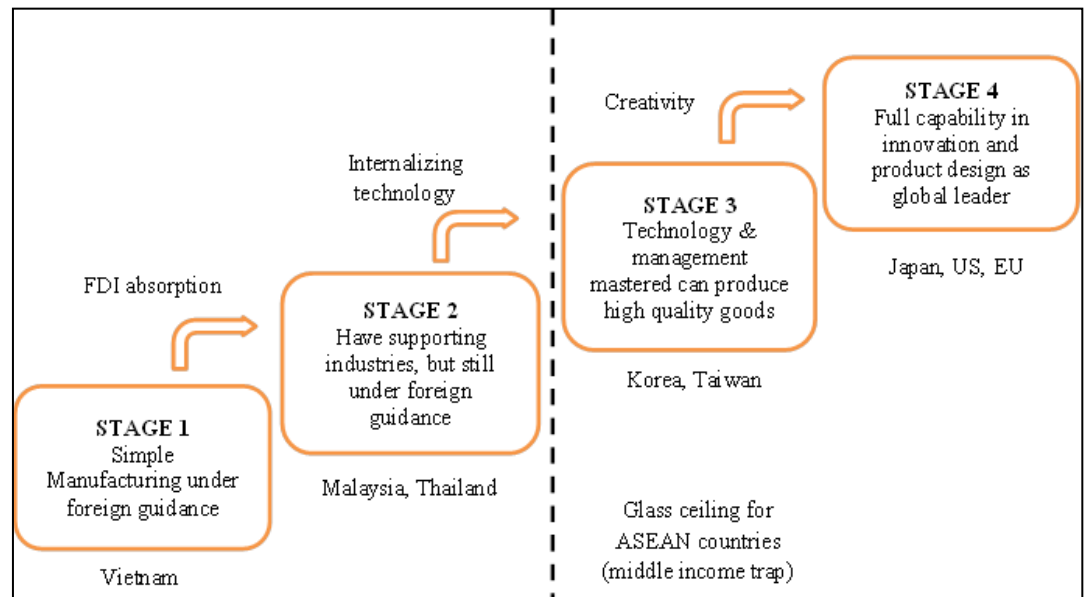 FDI absorption
STAGE 1
Simple
Manufacturing under
foreign guidance
Vietnam
Internalizing
technology
STAGE 2
Have supporting
industries, but still
under foreign
guidance
Malaysia, Thailand
Creativity
STAGE 3
Technology &
management
mastered can produce
high quality goods
Korea, Taiwan
STAGE 4
Full capability in
innovation and
product design as
global leader
Japan, US, EU
Glass ceiling for
ASEAN countries
(middle income trap)